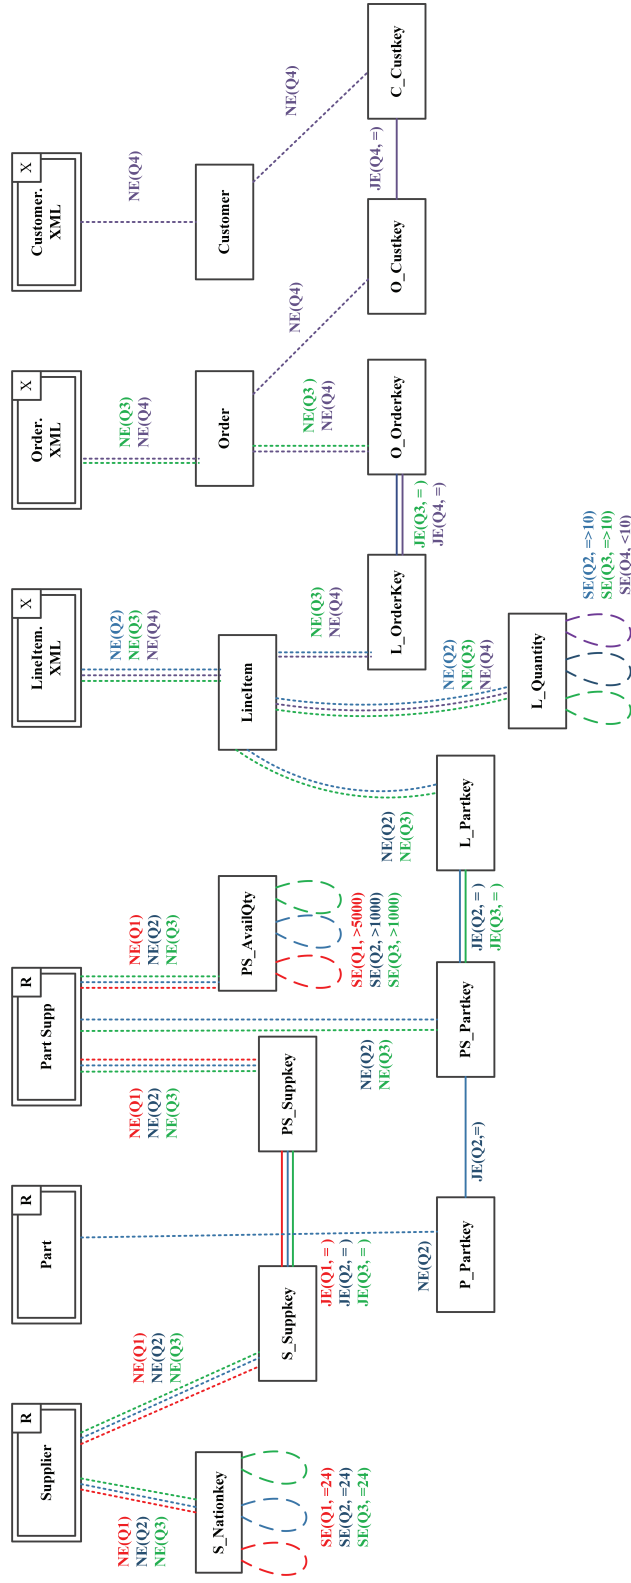 Supplier
R
Part
R
Part Supp
R
LineItem.
XML
X
Order.
XML
X
Customer.
XML
X
NE(Q1)
NE(Q2)
NE(Q3)
NE(Q1)
NE(Q2)
NE(Q3)
NE(Q1)
NE(Q2)
NE(Q3)
NE(Q1)
NE(Q2)
NE(Q3)
NE(Q2)
NE(Q3)
NE(Q4)
NE(Q3)
NE(Q4)
NE(Q4)
S_Nationkey
PS_AvailQty
LineItem
Order
Customer
S_Suppkey
PS_Suppkey
SE(Q1, =24)
SE(Q2, =24)
SE(Q3, =24)
JE(Q1, = )
JE(Q2, = )
JE(Q3, = )
SE(Q1, >5000)
SE(Q2, >1000)
SE(Q3, >1000)
NE(Q2)
NE(Q3)
NE(Q2)
NE(Q3)
NE(Q3)
NE(Q4)
NE(Q3 )
NE(Q4)
NE(Q4)
NE(Q4)
L_OrderKey
O_Orderkey
O_Custkey
C_Custkey
JE(Q3, = )
JE(Q4, =)
JE(Q4, =)
NE(Q2)
P_Partkey
PS_Partkey
L_Partkey
JE(Q2,=)
JE(Q2, = )
JE(Q3, = )
NE(Q2)
NE(Q3)
NE(Q4)
L_Quantity
SE(Q2, =>10)
SE(Q3, =>10)
SE(Q4, <10)